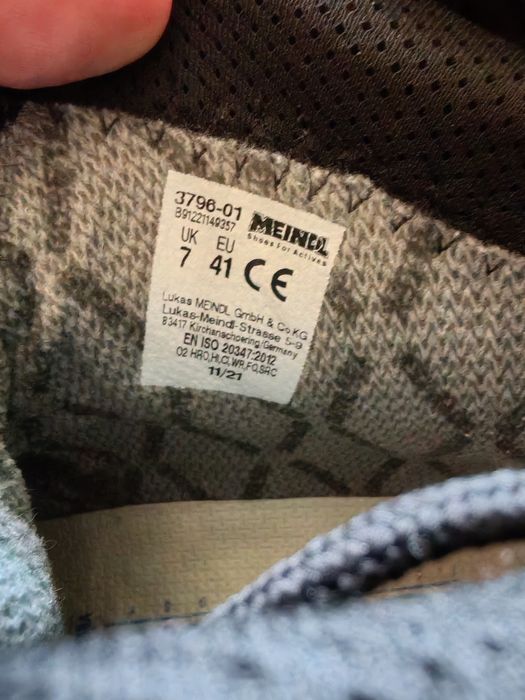 3796-01
B91221149357
MEINDL
Shoes For Actives
UK EU
7 41 CE
Lukas MEINDL GmbH & Co KG
Lukas-Meindl-Strasse 5-9
83417 Kirchanschoering/Germany
EN ISO 20347:2012
O2 HRO,HI,CI,WR,FO,SRC
11/21